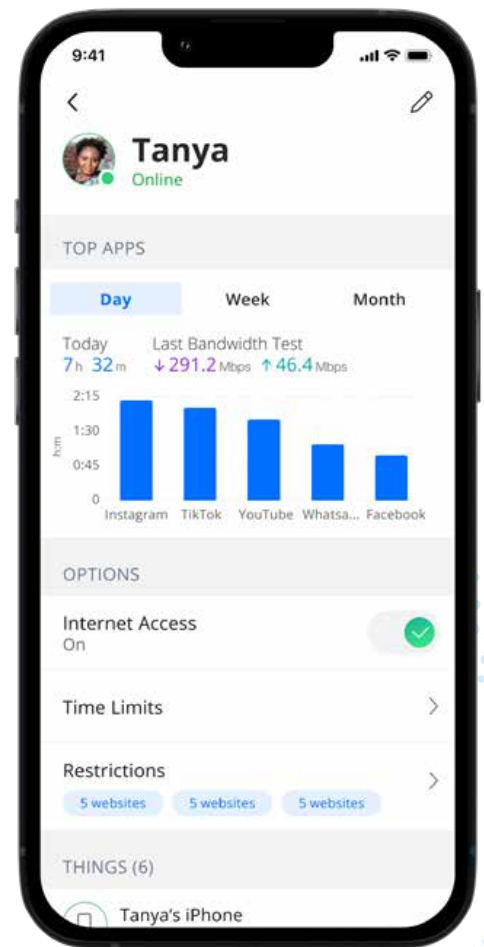 9:41
Tanya
Online
TOP APPS
Day Week Month
Today Last Bandwidth Test
7h 32m ↓291.2 Mbps ↑46.4 Mbps
2:15
1:30
0:45
0
h:m
Instagram TikTok YouTube Whatsa... Facebook
OPTIONS
Internet Access
On
Time Limits
Restrictions
5 websites 5 websites 5 websites
THINGS (6)
Tanya's iPhone